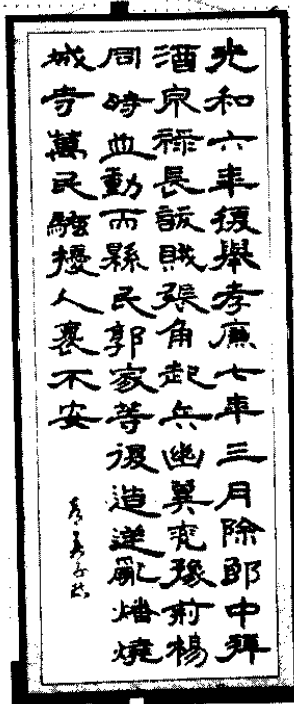 光和六年復舉孝廉七年三月除郎中拜
酒泉祿長訞賊張角起兵幽冀兗豫荊楊
同時並動而縣民郭家等復造逆亂燔燒
城寺萬民騷擾人褱不安